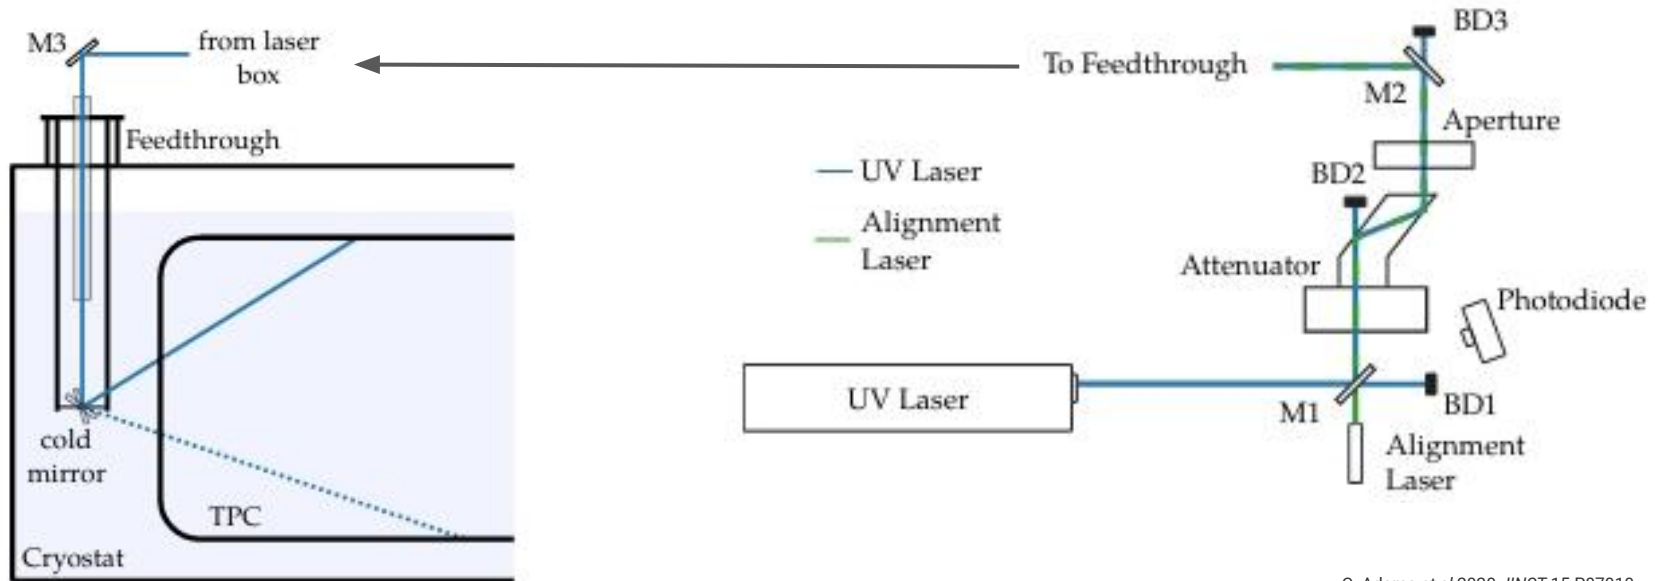 M3
from laser
box
Feedthrough
cold
mirror
TPC
Cryostat
To Feedthrough
BD3
M2
Aperture
UV Laser
BD2
Alignment
Laser
Attenuator
Photodiode
UV Laser
M1
BD1
Alignment
Laser